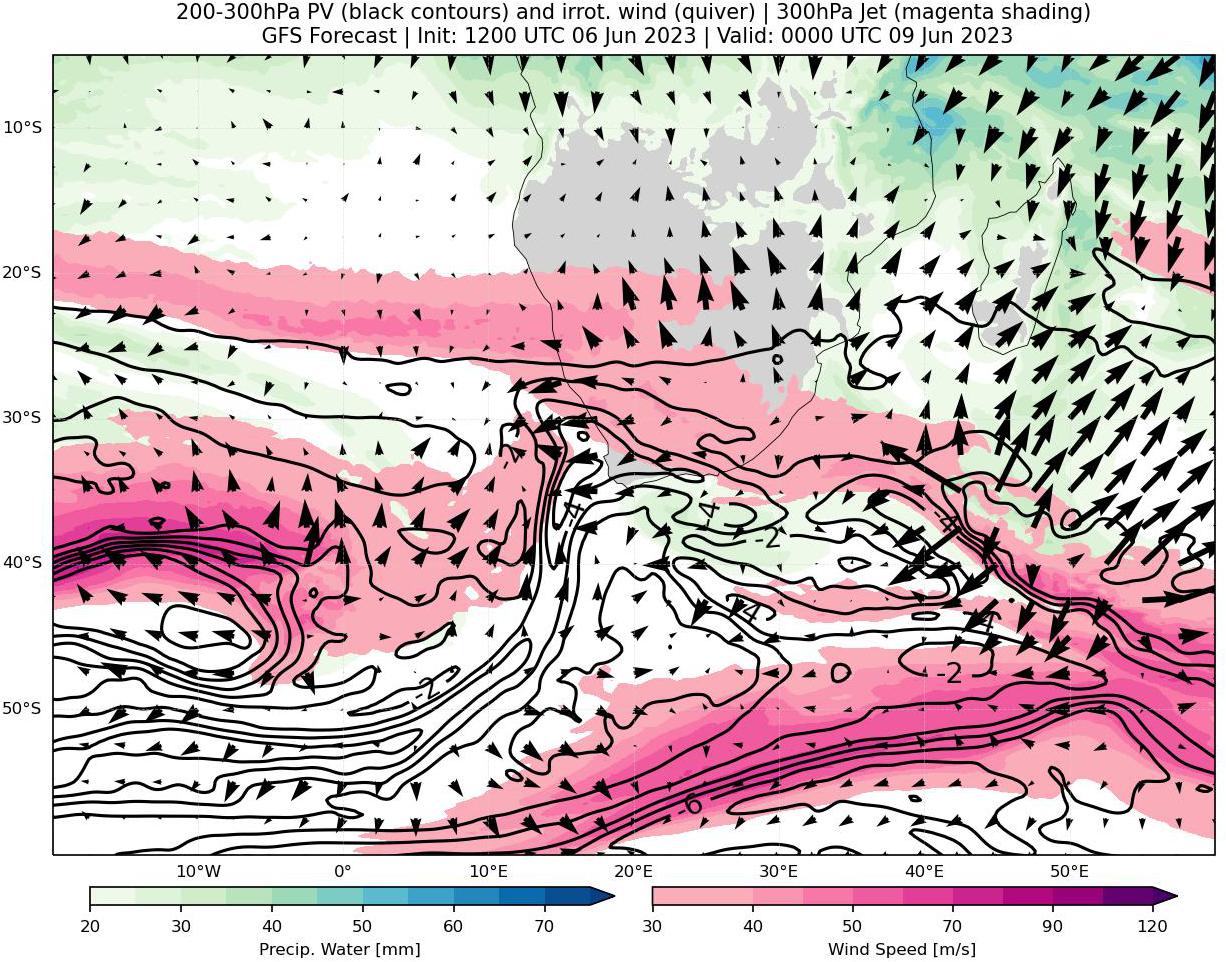 200-300hPa PV (black contours) and irrot. wind (quiver) | 300hPa Jet (magenta shading)
GFS Forecast | Init: 1200 UTC 06 Jun 2023 | Valid: 0000 UTC 09 Jun 2023
10°S
20°S
30°S
-4
-4
-4
-2
40°S
-4
-4
-2
-2
50°S
-6
10°W 0° 10°E 20°E 30°E 40°E 50°E
20 30 40 50 60 70 30 40 50 70 90 120
Precip. Water [mm] Wind Speed [m/s]